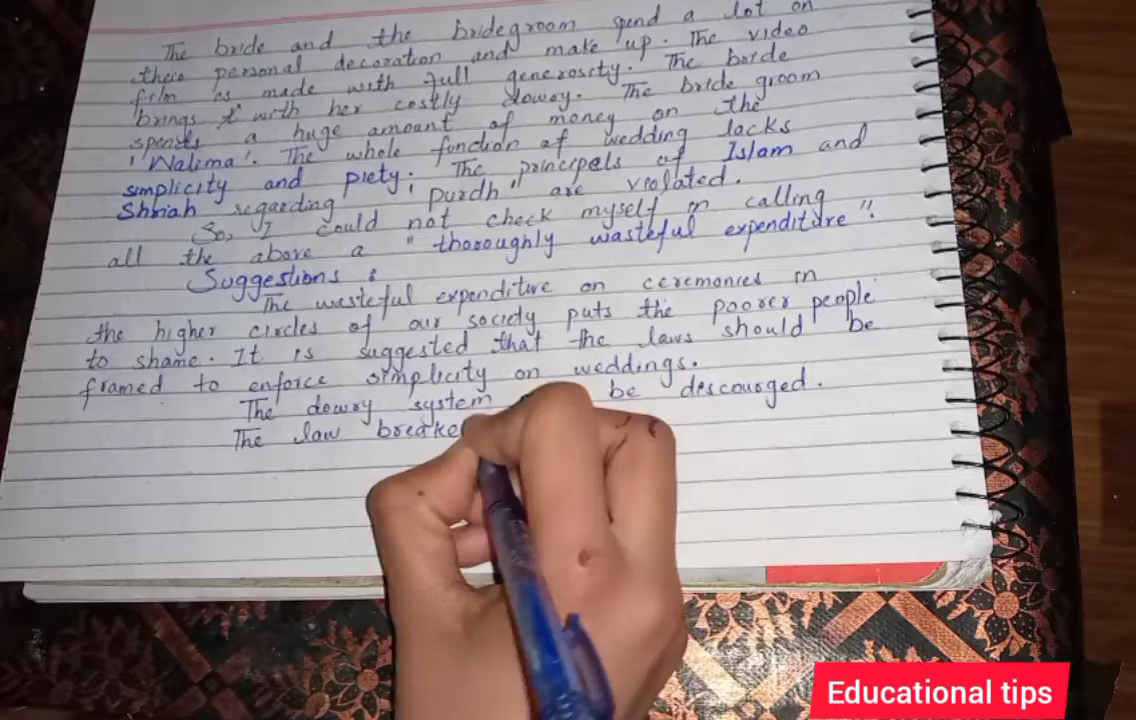 The bride and the bridegroom spend a lot on
their personal decoration and make up. The video
film is made with full generosity. The boide
brings with her costly dowoy. The bride groom
spends a huge amount of money on the
"Walima". The whole function of wedding lacks
simplicity and piety. The principels of Islam and
Shriah regarding "purdh" are violated.
So, I could not check myself in calling
all the above a "thoroughly wasteful expenditure".
Suggestions :
The wasteful expenditure on ceremonies in
the higher circles of our society puts the poorer people
to shame. It is suggested that the laws should be
framed to enforce simplicity on weddings.
The dowry system be discourged.
The law breake
Educational tips